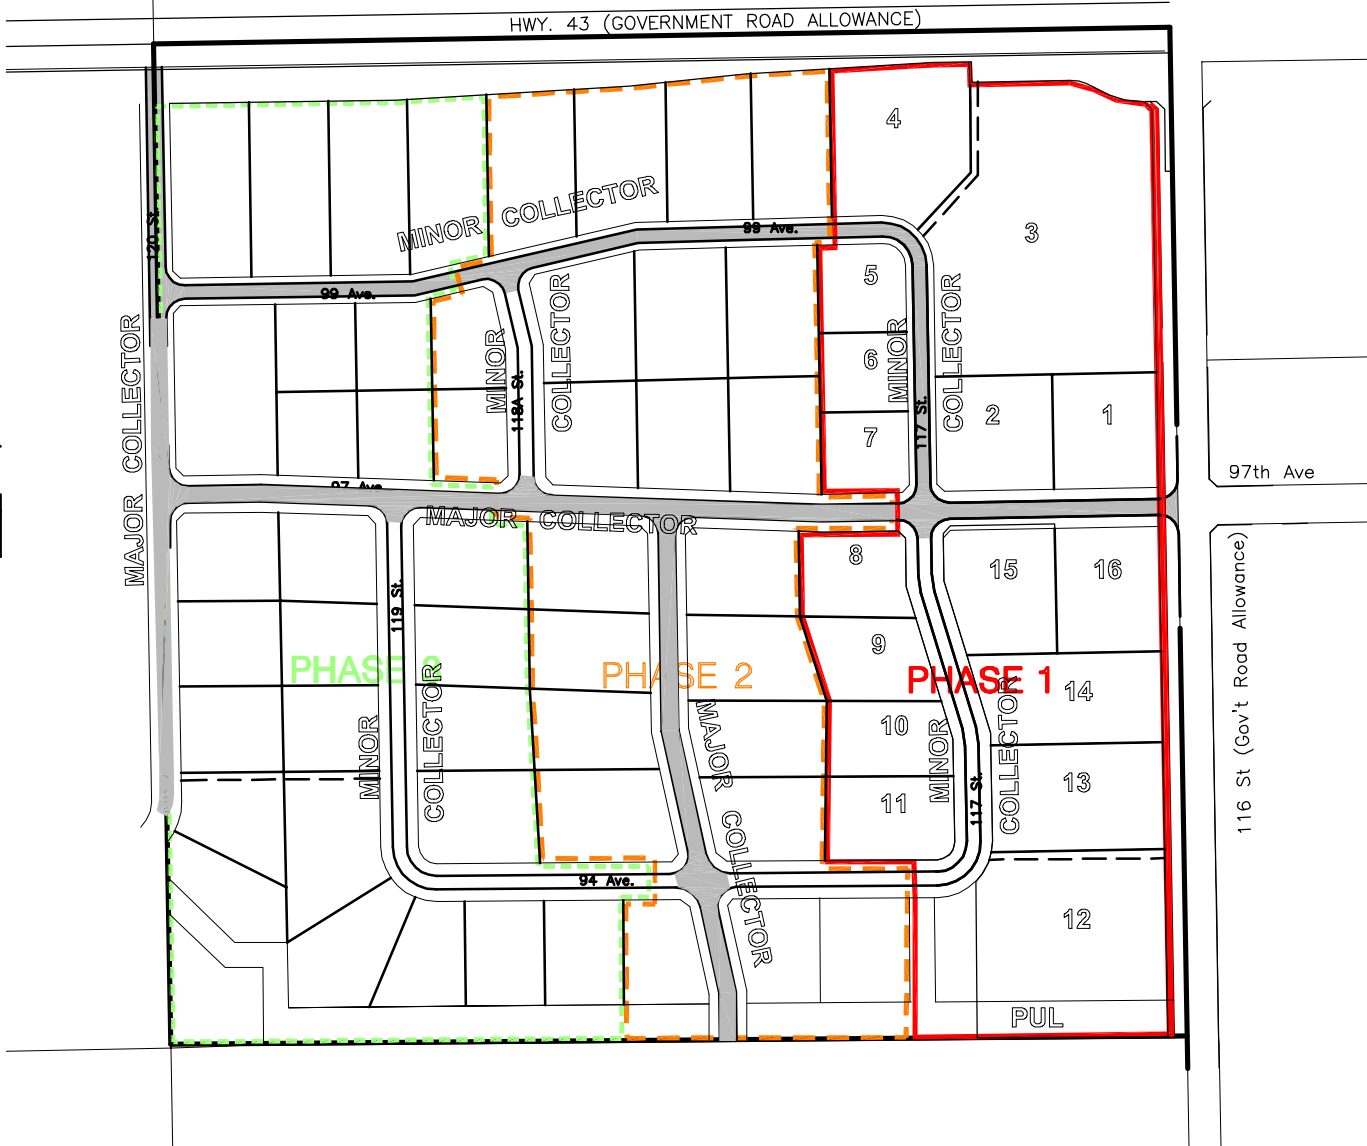 HWY. 43 (GOVERNMENT ROAD ALLOWANCE)
4
3
MINOR COLLECTOR
120 St.
99 Ave.
99 Ave.
5
6
7
MINOR COLLECTOR
118A St.
MINOR COLLECTOR
117 St.
2
1
MAJOR COLLECTOR
97th Ave
97 Ave.
MAJOR COLLECTOR
8
15
16
116 St (Gov't Road Allowance)
119 St.
9
PHASE
PHASE 2
PHASE 1
14
10
11
13
MINOR COLLECTOR
MAJOR COLLECTOR
MINOR COLLECTOR
117 St.
94 Ave.
12
PUL